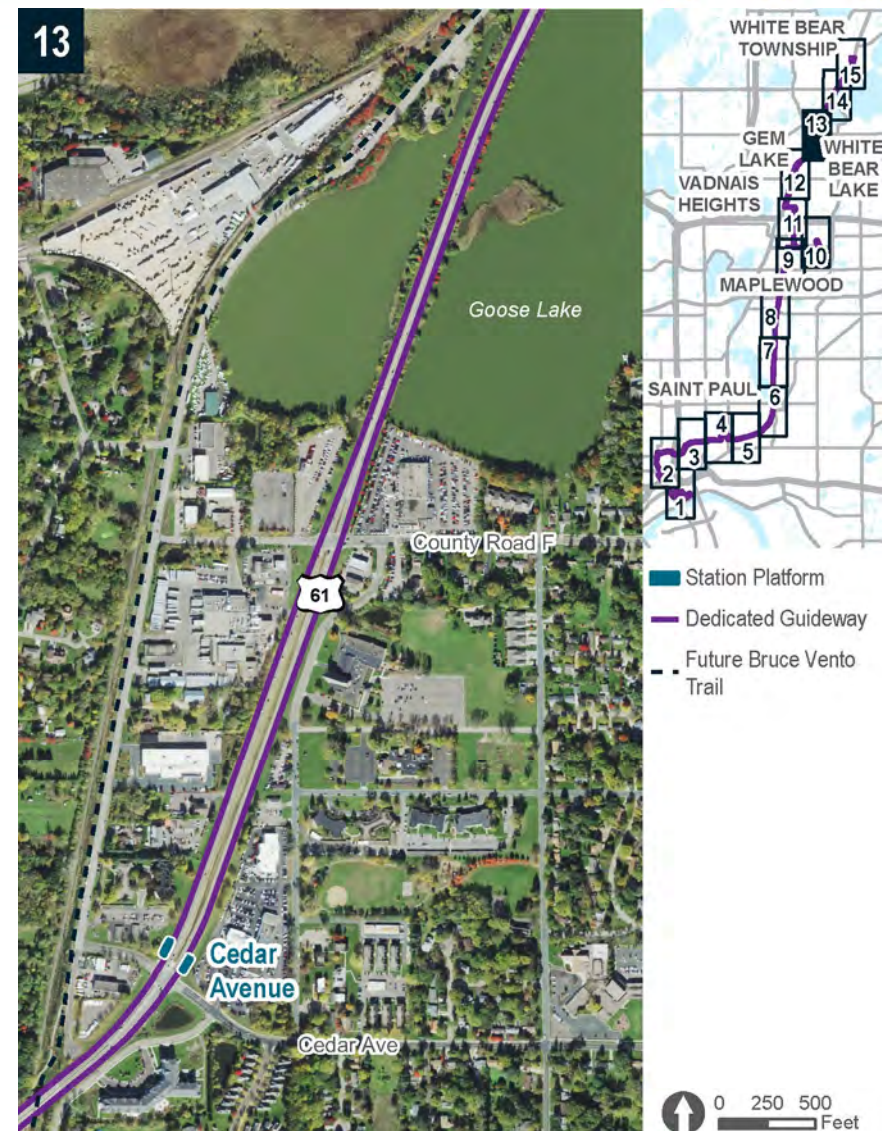 13
Goose Lake
County Road F
61
Cedar
Avenue
Cedar Ave
WHITE BEAR
TOWNSHIP
15
14
13
GEM
LAKE
WHITE
BEAR
LAKE
12
VADNAIS
HEIGHTS
11
9
10
MAPLEWOOD
8
7
SAINT PAUL
6
4
5
3
2
1
Station Platform
Dedicated Guideway
Future Bruce Vento
Trail
0 250 500
Feet